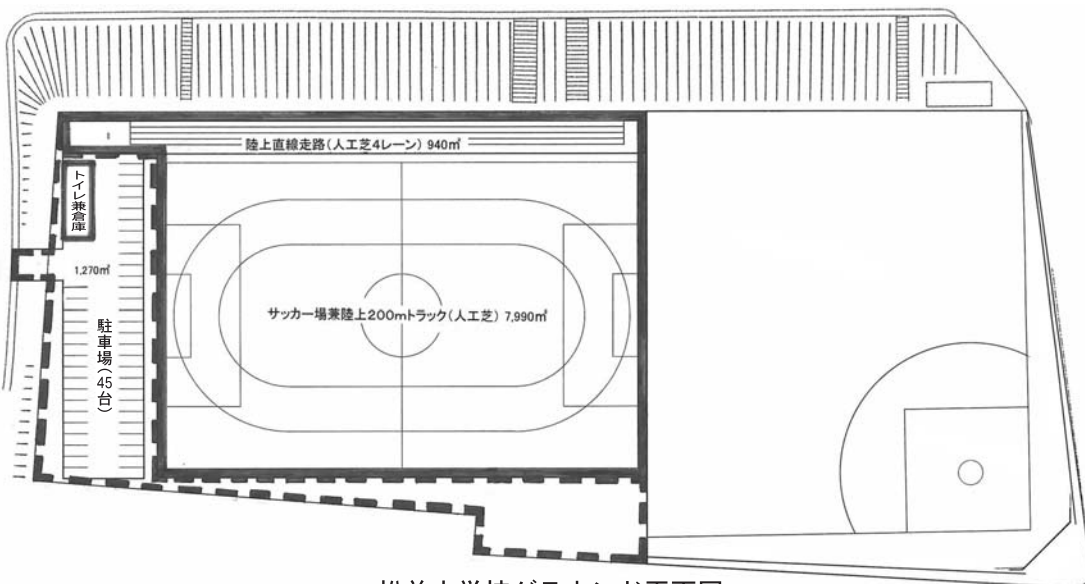 陸上直線走路(人工芝4レーン) 940㎡
トイレ兼倉庫
1,270㎡
サッカー場兼陸上200mトラック(人工芝) 7,990㎡
駐車場(45台)